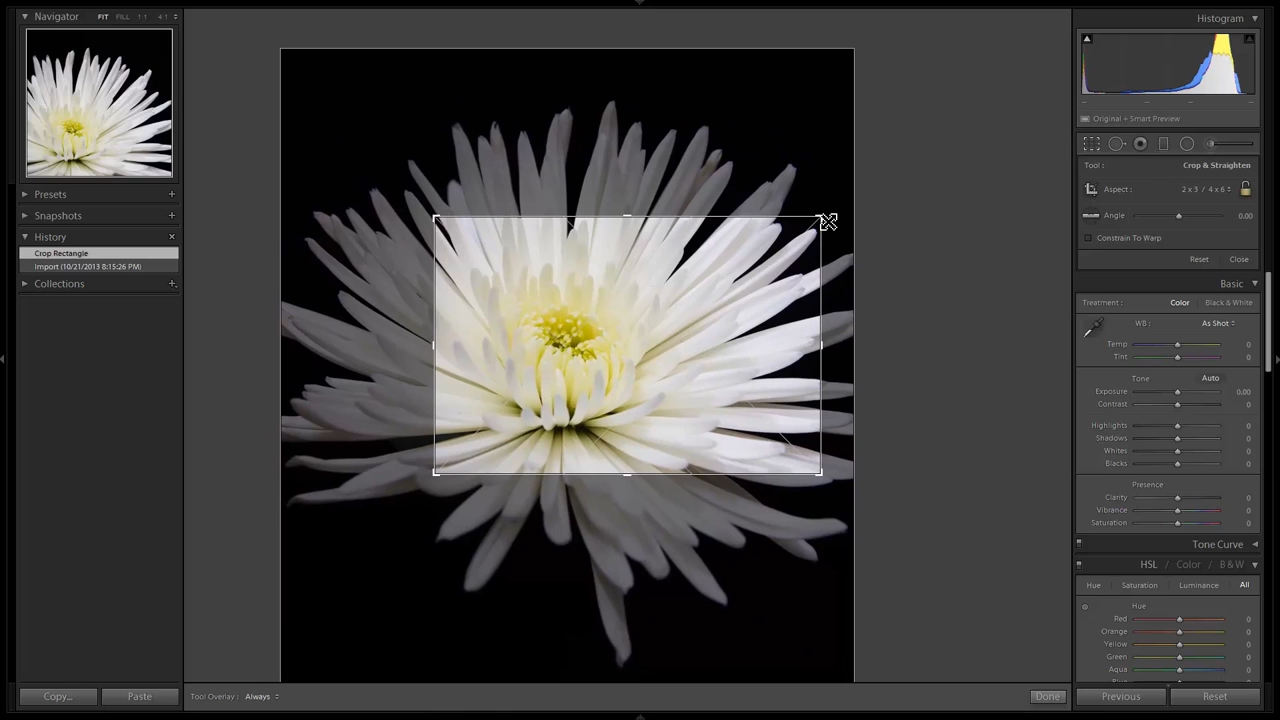 Navigator FIT FILL 1:1 4:1
Presets
Snapshots
History
Crop Rectangle
Import (10/21/2013 8:15:26 PM)
Collections
Copy... Paste
Tool Overlay : Always
Done
Histogram
Original + Smart Preview
Tool : Crop & Straighten
Aspect : 2 x 3 / 4 x 6
Angle 0.00
Constrain To Warp
Reset Close
Basic
Treatment : Color Black & White
WB : As Shot
Temp 0
Tint 0
Tone Auto
Exposure 0.00
Contrast 0
Highlights 0
Shadows 0
Whites 0
Blacks 0
Presence
Clarity 0
Vibrance 0
Saturation 0
Tone Curve
HSL / Color / B & W
Hue Saturation Luminance All
Hue
Red 0
Orange 0
Yellow 0
Green 0
Aqua 0
Previous Reset